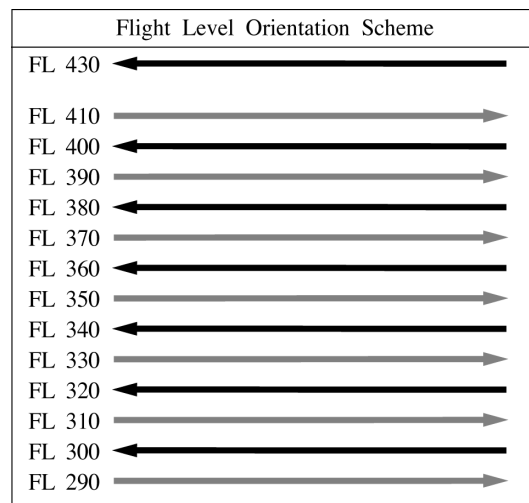 Flight Level Orientation Scheme
FL 430
FL 410
FL 400
FL 390
FL 380
FL 370
FL 360
FL 350
FL 340
FL 330
FL 320
FL 310
FL 300
FL 290